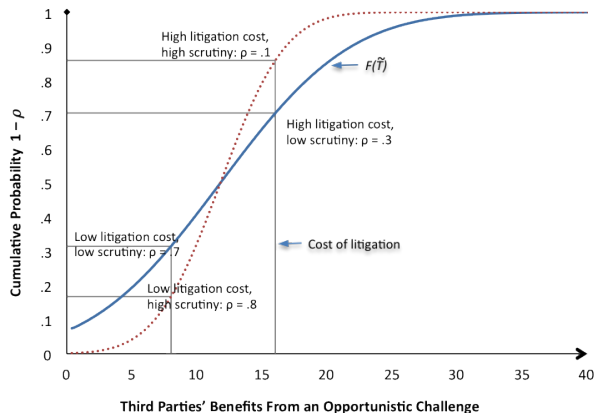 High litigation cost,
high scrutiny: ρ = .1
F(T̃)
High litigation cost,
low scrutiny: ρ = .3
Low litigation cost,
low scrutiny: ρ = .7
Cost of litigation
Low litigation cost,
high scrutiny: ρ = .8
Cumulative Probability 1 – ρ
1
.9
.8
.7
.6
.5
.4
.3
.2
.1
0
0 5 10 15 20 25 30 35 40
Third Parties' Benefits From an Opportunistic Challenge